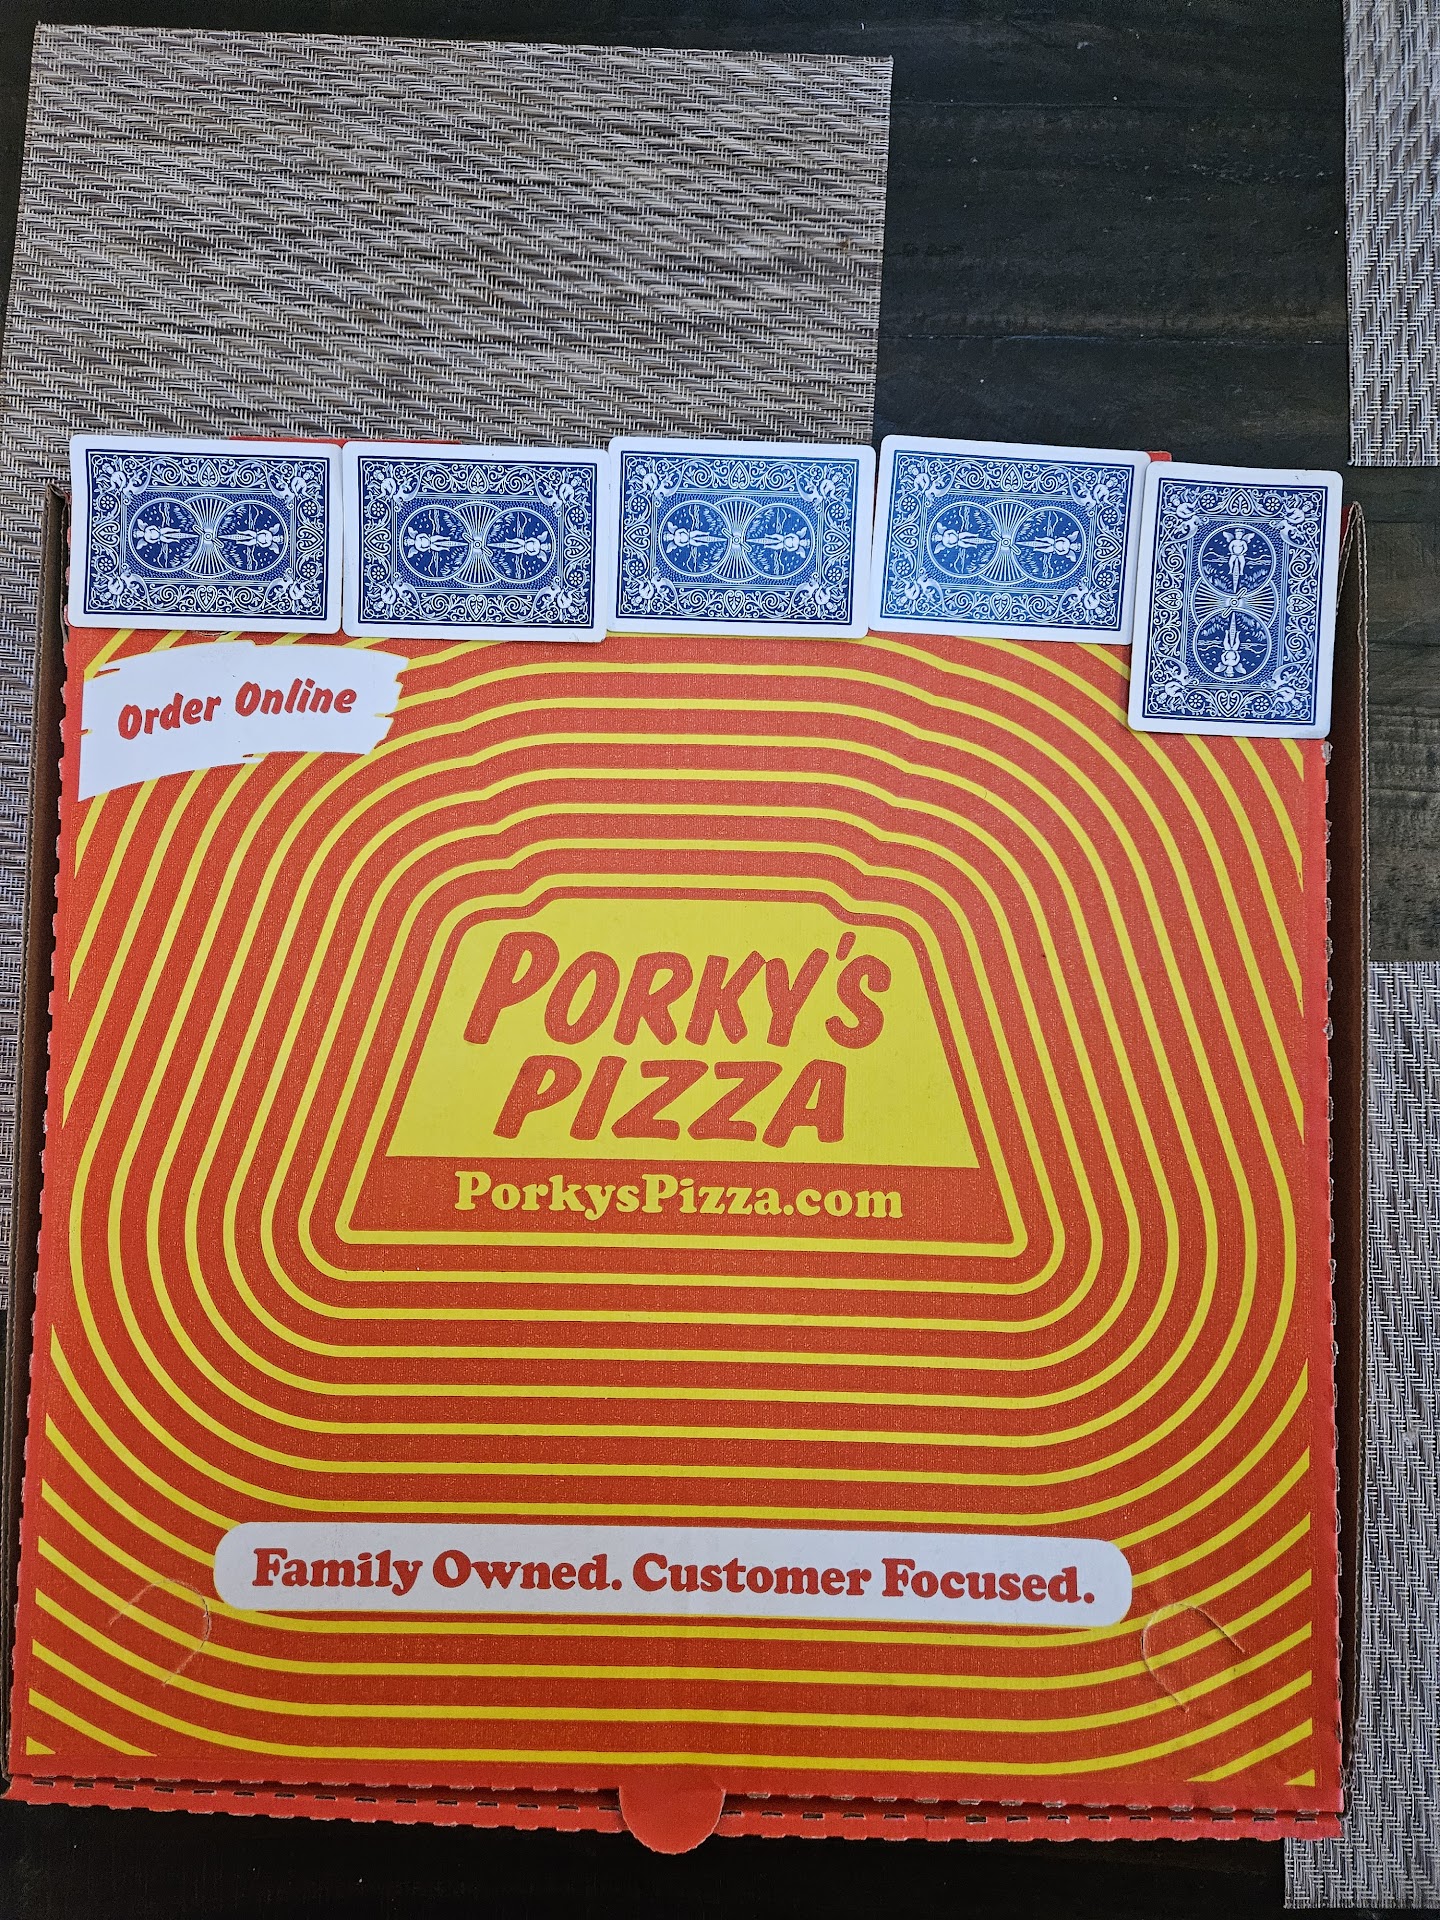 Order Online
PORKY'S
PIZZA
PorkysPizza.com
Family Owned. Customer Focused.